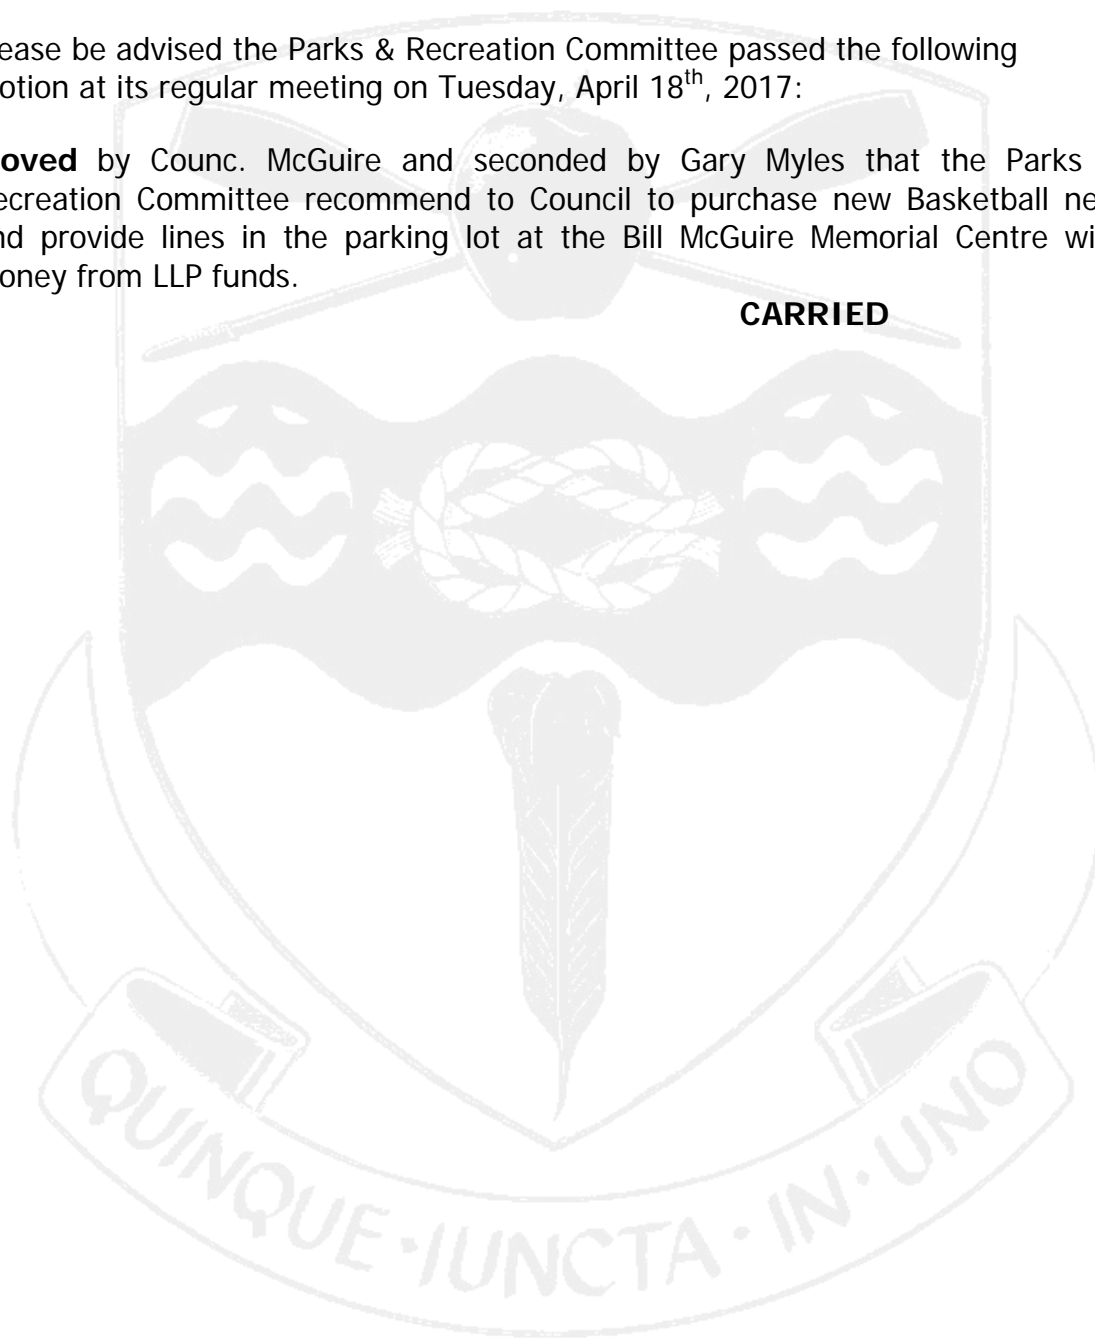 ease be advised the Parks & Recreation Committee passed the following
otion at its regular meeting on Tuesday, April 18th, 2017:
oved by Counc. McGuire and seconded by Gary Myles that the Parks
ecreation Committee recommend to Council to purchase new Basketball ne
nd provide lines in the parking lot at the Bill McGuire Memorial Centre wi
oney from LLP funds.
CARRIED
QUINQUE · IUNCTA · IN · UNO